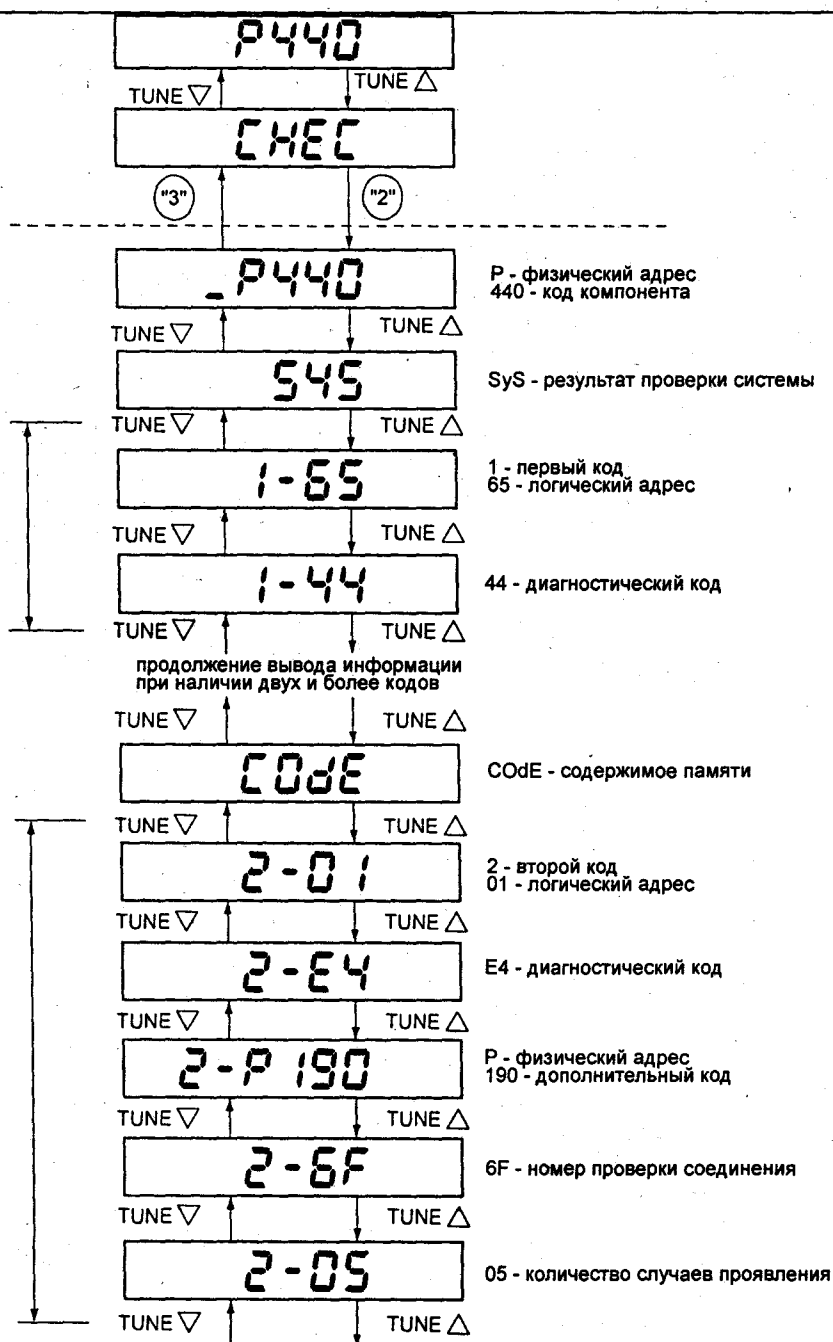 P440
TUNE ▽ TUNE △
CHEC
"3" "2"
_P440
P - физический адрес
440 - код компонента
TUNE ▽ TUNE △
SYS
SyS - результат проверки системы
TUNE ▽ TUNE △
1-65
1 - первый код
65 - логический адрес
TUNE ▽ TUNE △
1-44
44 - диагностический код
TUNE ▽ TUNE △
продолжение вывода информации
при наличии двух и более кодов
TUNE ▽ TUNE △
COdE
COdE - содержимое памяти
TUNE ▽ TUNE △
2-01
2 - второй код
01 - логический адрес
TUNE ▽ TUNE △
2-E4
E4 - диагностический код
TUNE ▽ TUNE △
2-P190
P - физический адрес
190 - дополнительный код
TUNE ▽ TUNE △
2-6F
6F - номер проверки соединения
TUNE ▽ TUNE △
2-05
05 - количество случаев проявления
TUNE ▽ TUNE △